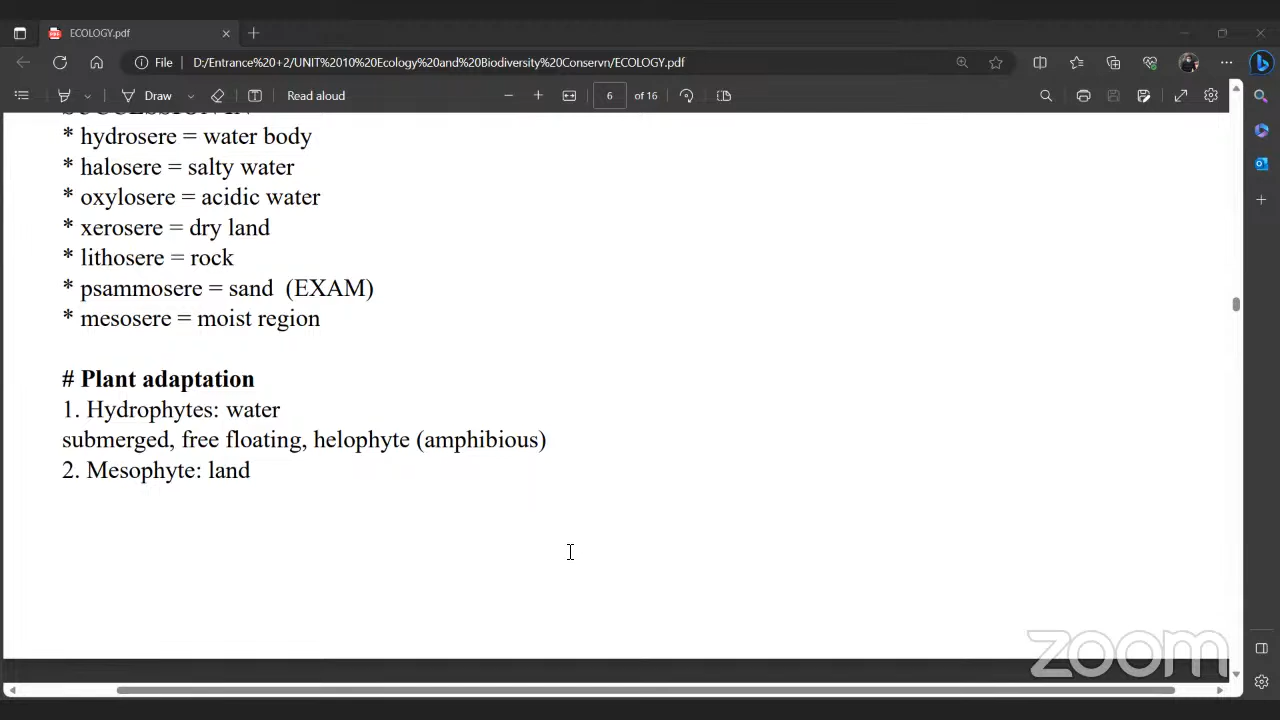 ECOLOGY.pdf
File
D:/Entrance%20+2/UNIT%2010%20Ecology%20and%20Biodiversity%20Conservn/ECOLOGY.pdf
Draw
Read aloud
6 of 16
SUCCESSION IN
* hydrosere = water body
* halosere = salty water
* oxylosere = acidic water
* xerosere = dry land
* lithosere = rock
* psammosere = sand (EXAM)
* mesosere = moist region
# Plant adaptation
1. Hydrophytes: water
submerged, free floating, helophyte (amphibious)
2. Mesophyte: land
zoom